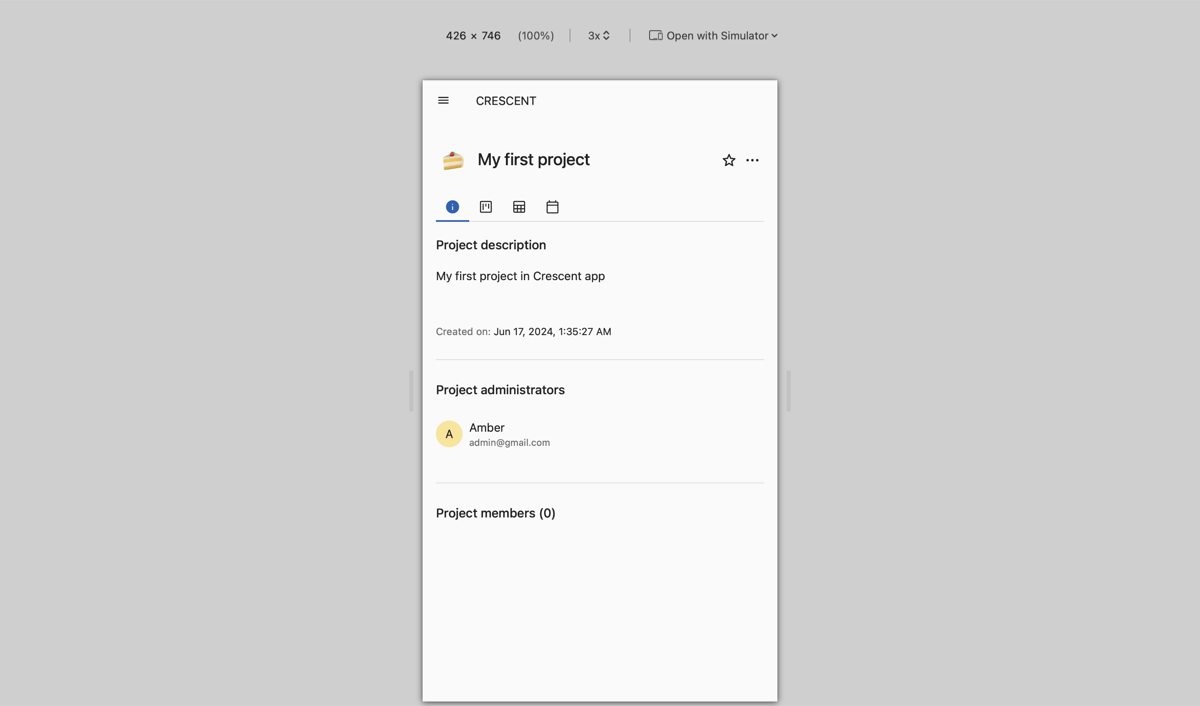 426 × 746 (100%) 3x Open with Simulator
CRESCENT
My first project
Project description
My first project in Crescent app
Created on: Jun 17, 2024, 1:35:27 AM
Project administrators
A
Amber
admin@gmail.com
Project members (0)